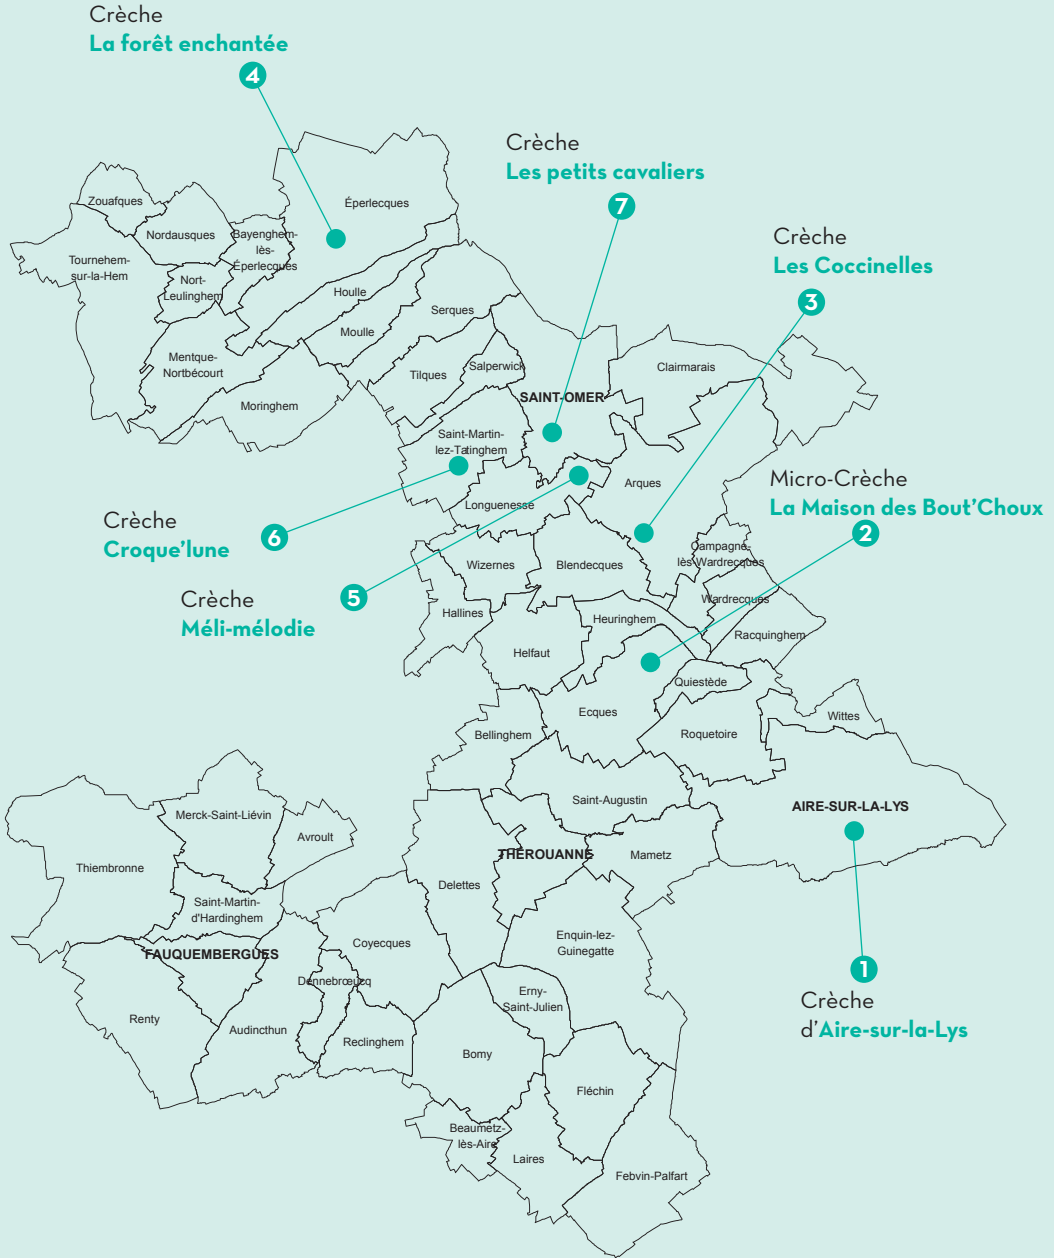 Crèche
La forêt enchantée
4
Crèche
Les petits cavaliers
7
Crèche
Les Coccinelles
3
Zouafques
Éperlecques
Nordausques
Bayenghem-
lès-
Éperlecques
Tournehem-
sur-la-Hem
Nort-
Leulinghem
Houlle
Moulle
Serques
Mentque-
Nortbécourt
Moringhem
Tilques
Salperwick
Clairmarais
SAINT-OMER
Saint-Martin-
lez-Tatinghem
Longuenesse
Arques
Micro-Crèche
La Maison des Bout'Choux
2
Crèche
Croque'lune
6
Crèche
Méli-mélodie
5
Wizernes
Blendecques
Campagne-
lès-Wardrecques
Wardrecques
Hallines
Heuringhem
Racquinghem
Helfaut
Quiestède
Ecques
Bellinghem
Roquetoire
Wittes
Saint-Augustin
AIRE-SUR-LA-LYS
Merck-Saint-Liévin
Avroult
Thiembronne
THEROUANNE
Mametz
Delettes
Saint-Martin-
d'Hardinghem
Coyecques
Enquin-lez-
Guinegatte
FAUQUEMBERGUES
Dennebrœucq
Erny-
Saint-Julien
Renty
Audincthun
Reclinghem
Bomy
Fléchin
Beaumetz-
lès-Aire
Laires
Febvin-Palfart
1
Crèche
d'Aire-sur-la-Lys